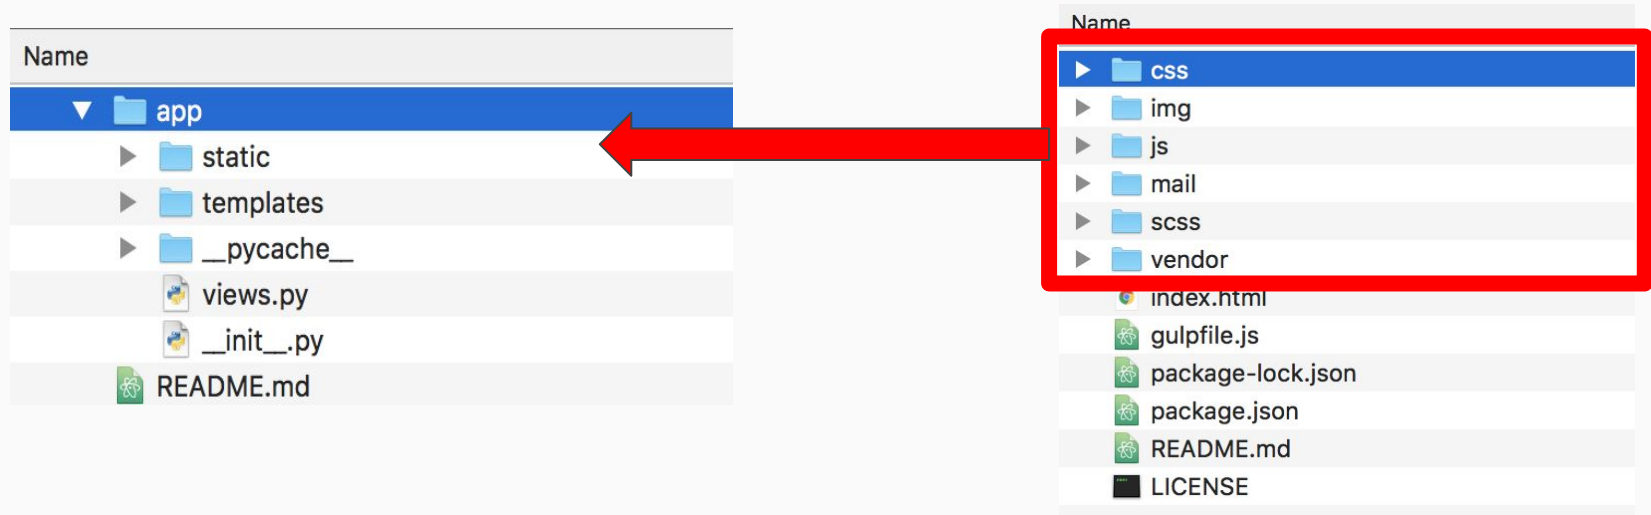 Name
app
static
templates
__pycache__
views.py
__init__.py
README.md
Name
css
img
js
mail
scss
vendor
index.html
gulpfile.js
package-lock.json
package.json
README.md
LICENSE